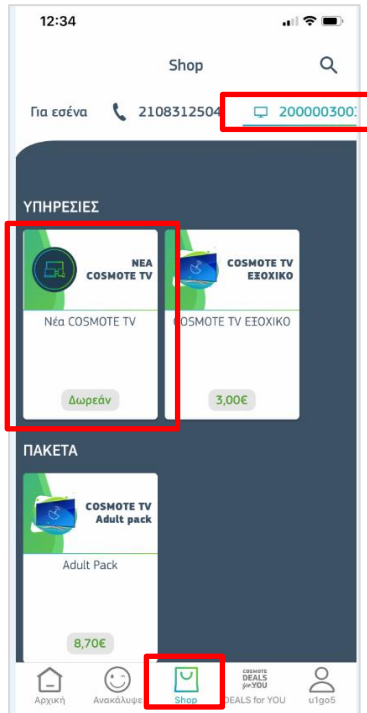 12:34
Shop
Για εσένα 2108312504 200000300
ΥΠΗΡΕΣΙΕΣ
ΝΕΑ COSMOTE TV
COSMOTE TV ΕΞΟΧΙΚΟ
Νέα COSMOTE TV
COSMOTE TV ΕΞΟΧΙΚΟ
Δωρεάν
3,00€
ΠΑΚΕΤΑ
COSMOTE TV
Adult pack
Adult Pack
8,70€
COSMOTE
DEALS
for YOU
Αρχική Ανακάλυψε Shop DEALS for YOU u1go5